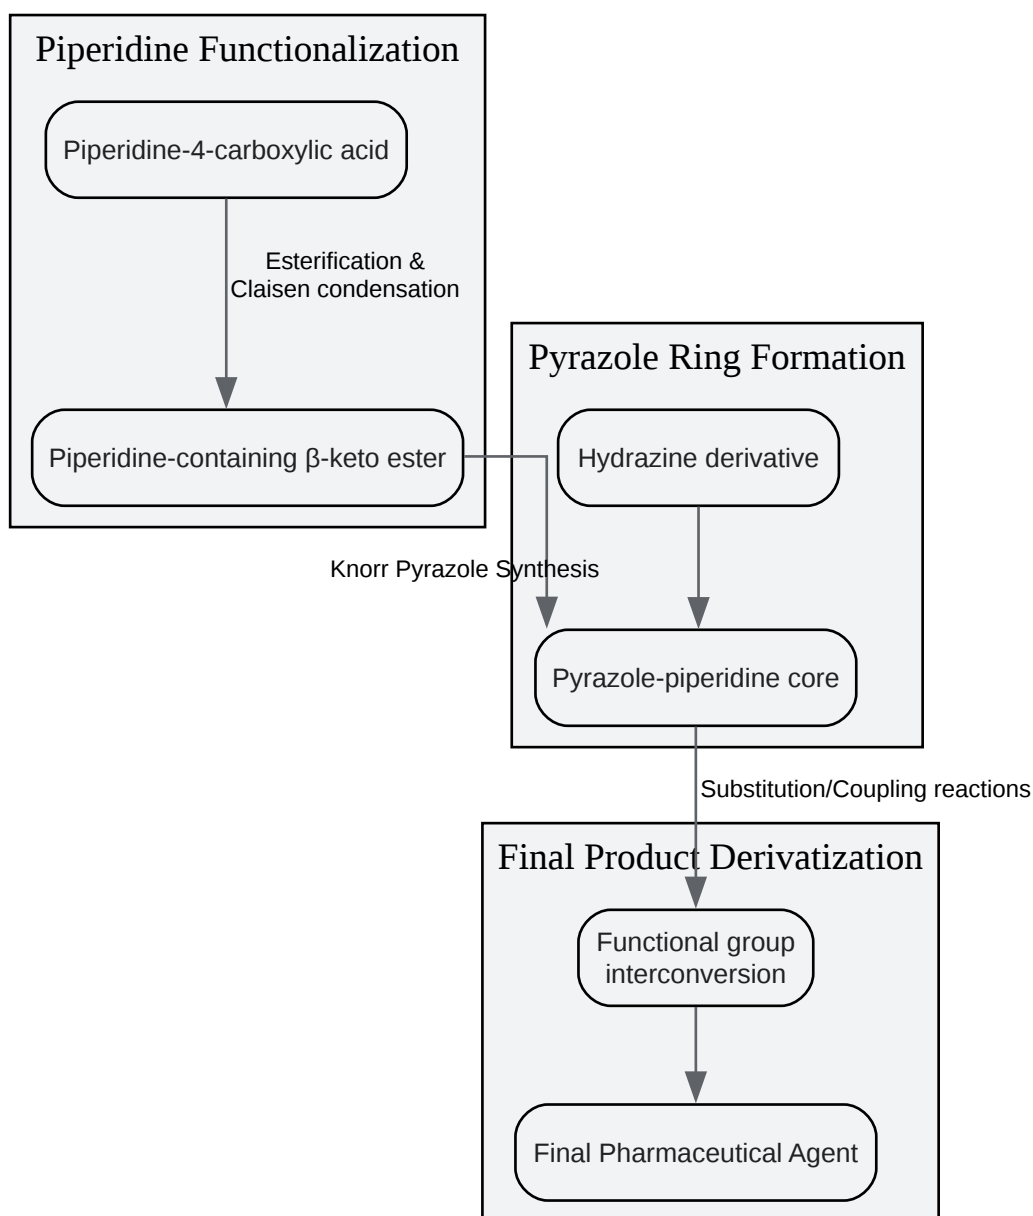 Piperidine Functionalization
Piperidine-4-carboxylic acid
Esterification &
Claisen condensation
Piperidine-containing β-keto ester
Pyrazole Ring Formation
Hydrazine derivative
Knorr Pyrazole Synthesis
Pyrazole-piperidine core
Substitution/Coupling reactions
Final Product Derivatization
Functional group
interconversion
Final Pharmaceutical Agent